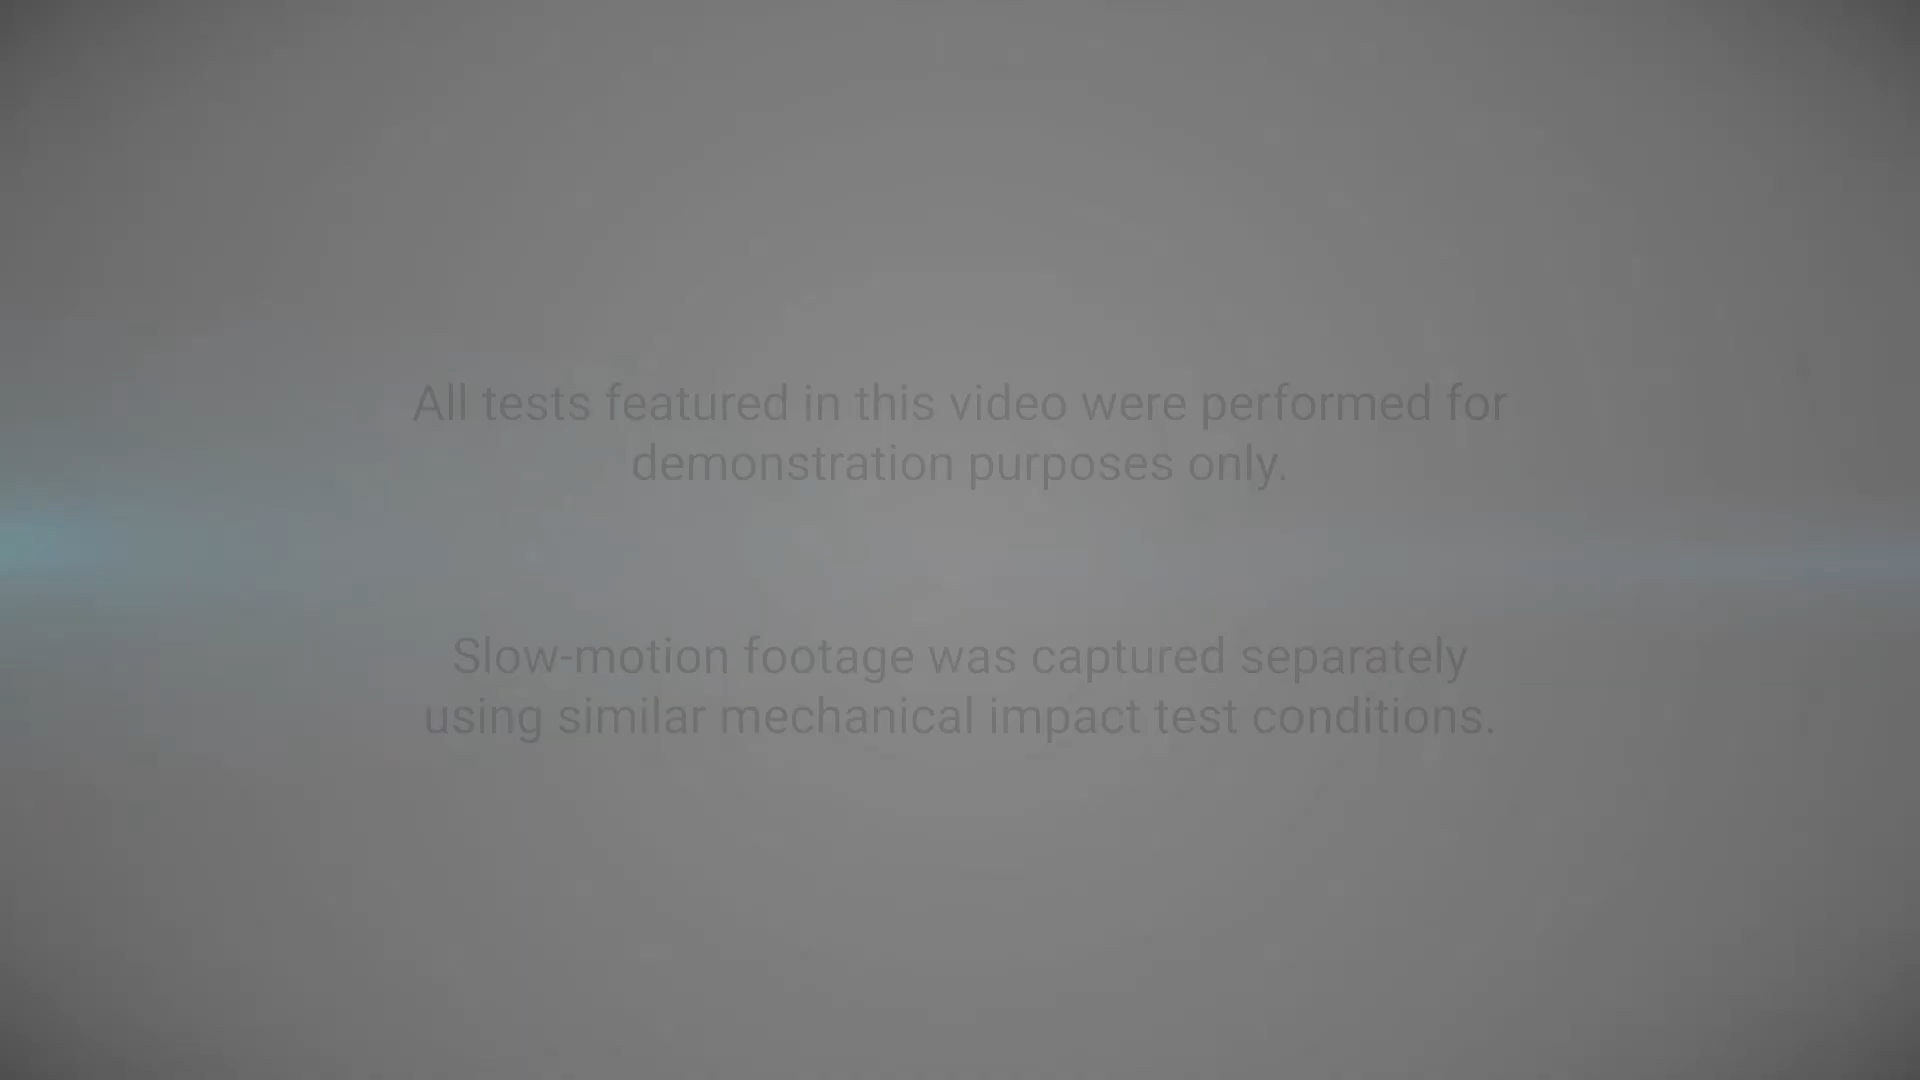 All tests featured in this video were performed for
demonstration purposes only.
Slow-motion footage was captured separately
using similar mechanical impact test conditions.